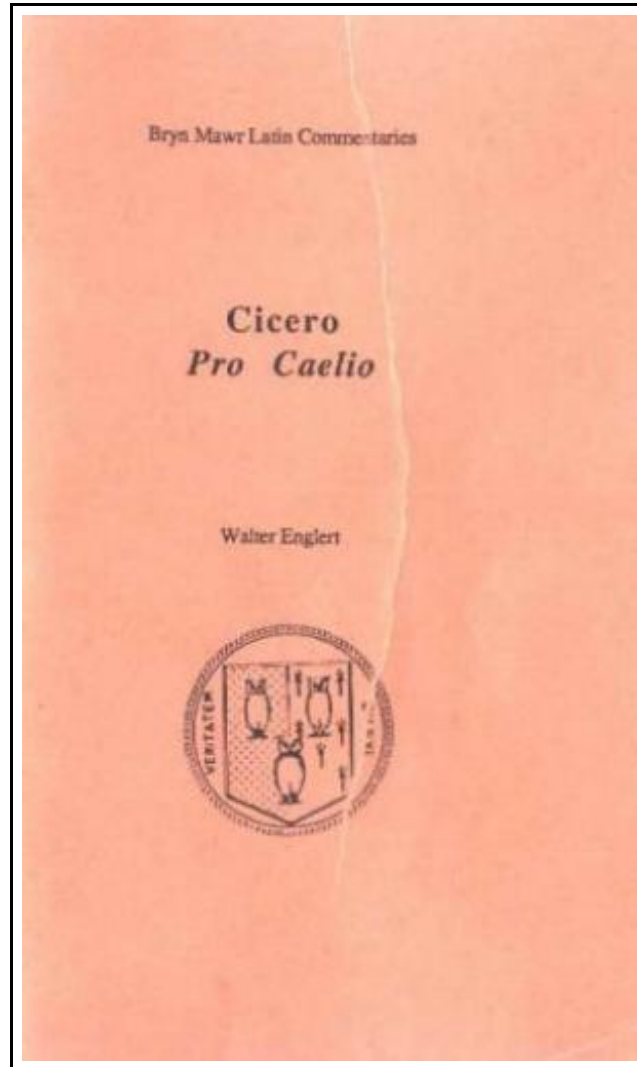 Bryn Mawr Latin Commentaries
Cicero
Pro Caelio
Walter Englert
VERITATEM